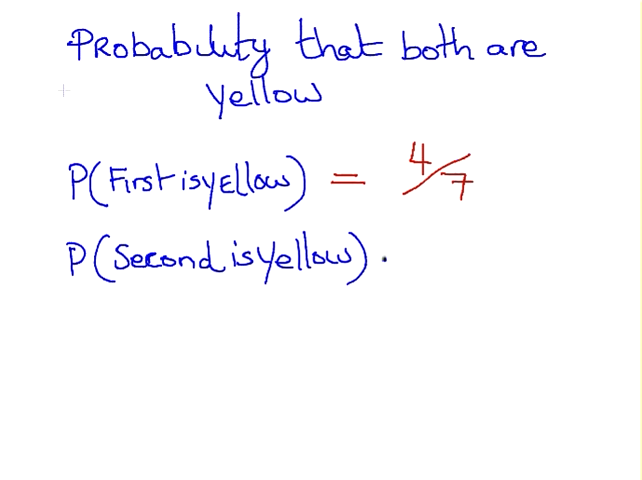 Probability that both are
yellow
P(First is yellow) = 4/7
P(Second is yellow)